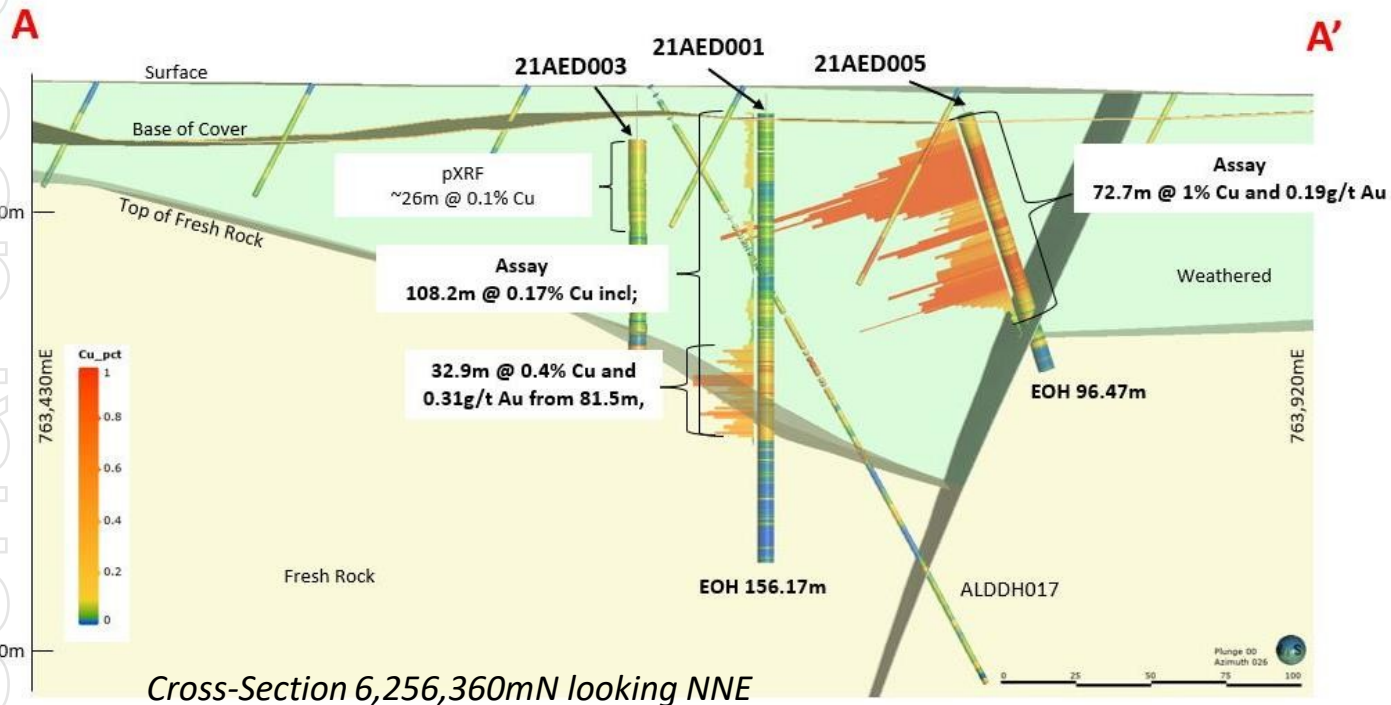 A
A'
21AED001
21AED003
21AED005
Surface
Base of Cover
Assay
72.7m @ 1% Cu and 0.19g/t Au
pXRF
~26m @ 0.1% Cu
Top of Fresh Rock
Assay
108.2m @ 0.17% Cu incl;
Weathered
Cu_pct
1
0.8
0.6
0.4
0.2
0
763,430mE
32.9m @ 0.4% Cu and
0.31g/t Au from 81.5m,
EOH 96.47m
763,920mE
Fresh Rock
EOH 156.17m
ALDDH017
Plunge 00
Azimuth 026
0 25 50 75 100
Cross-Section 6,256,360mN looking NNE